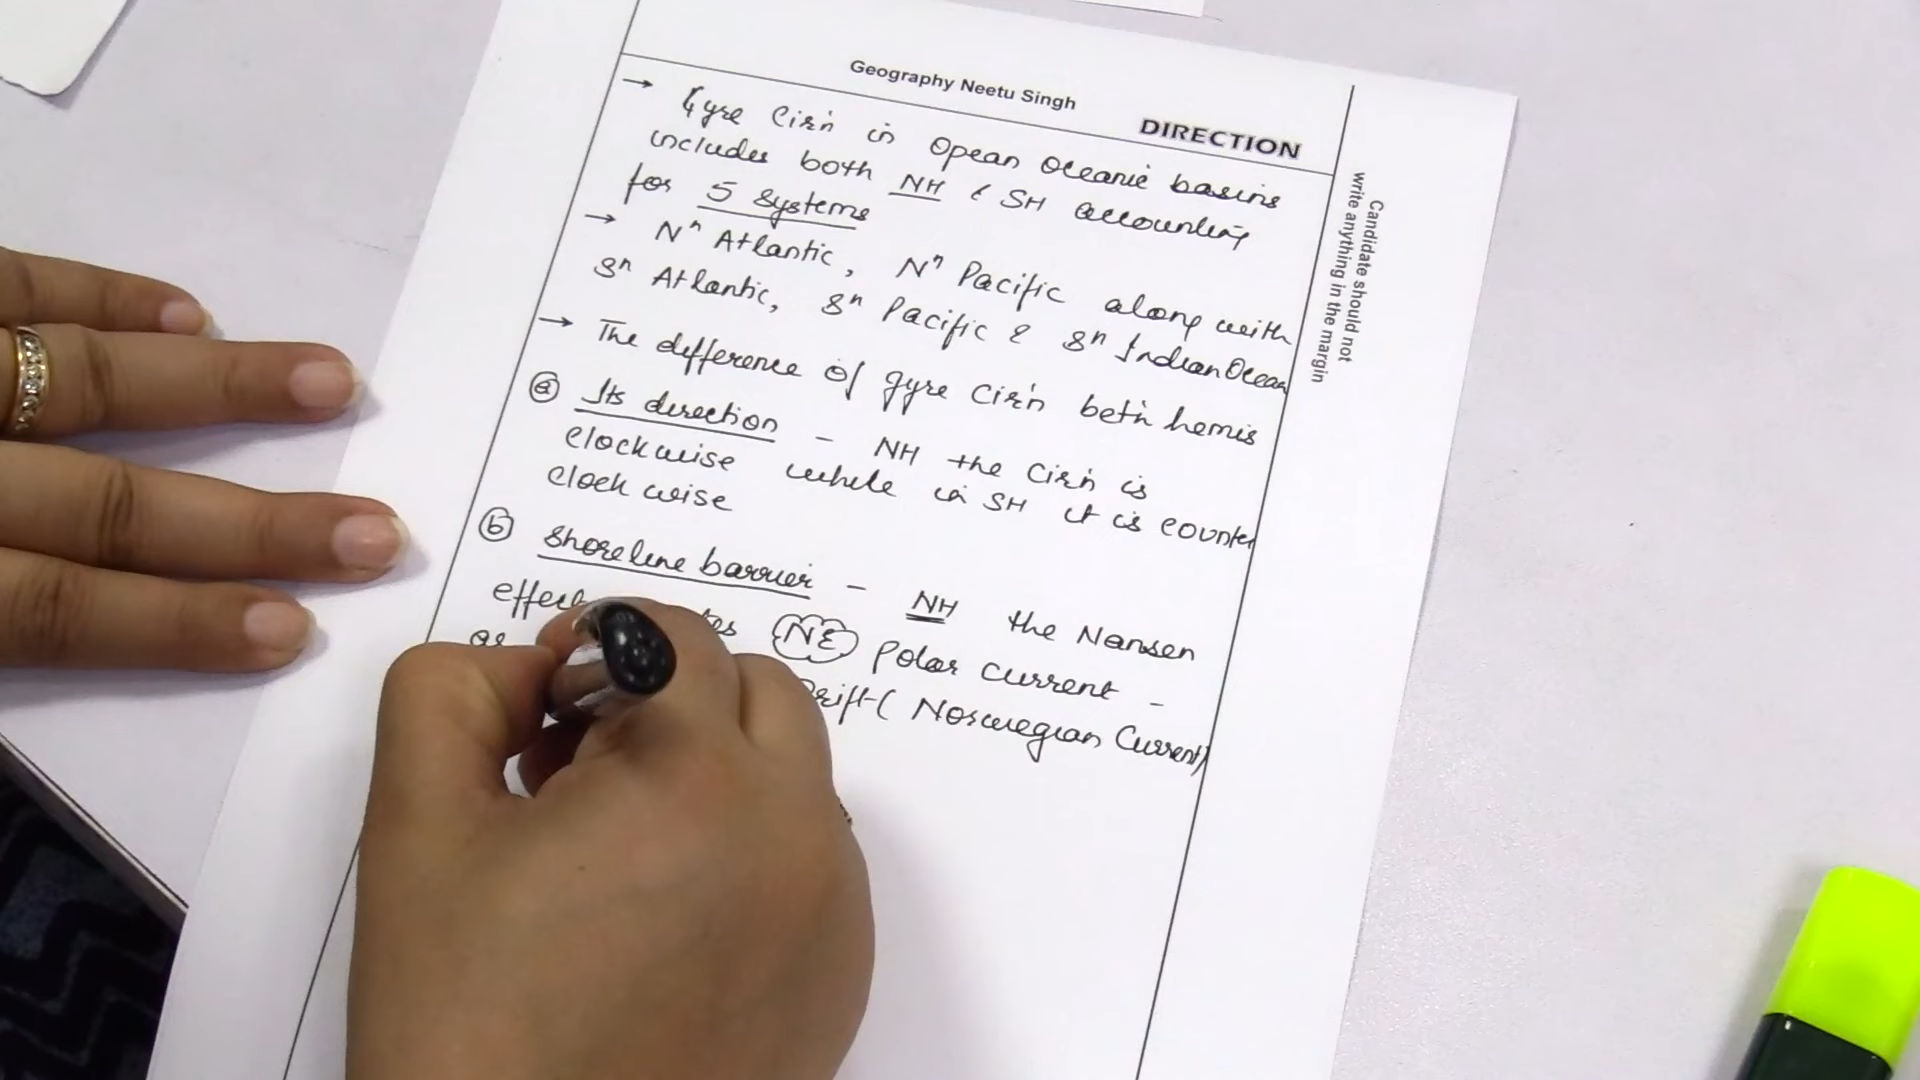 Geography Neetu Singh
DIRECTION
Candidate should not
write anything in the margin
→ Gyre Cirn in Opean Oceanic basins
includes both NH & SH accounting
for 5 systems
→ Nn Atlantic, Nn Pacific along with
Sn Atlantic, Sn Pacific & Sn Indian Ocean
→ The difference of gyre Cirn betn hemis
(a) Its direction - NH the Cirn is
clockwise while in SH it is counter
clock wise
(b) Shoreline barrier - NH the Nansen
effect NE polar current -
as Drift (Norwegian Current)